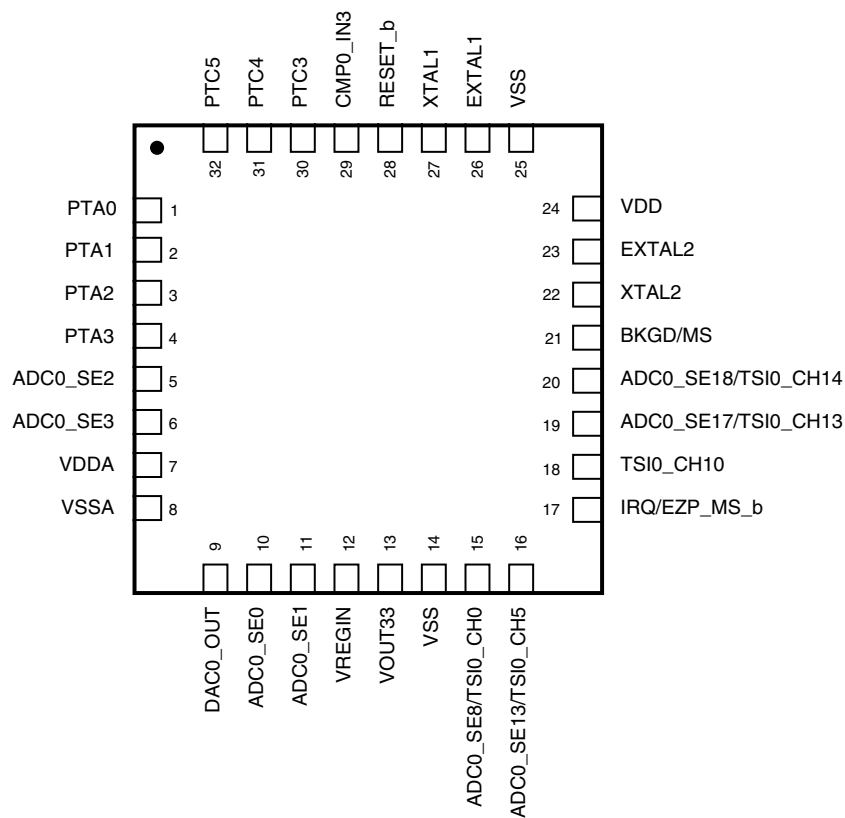 PTC5
PTC4
PTC3
CMP0_IN3
RESET_b
XTAL1
EXTAL1
VSS
32
31
30
29
28
27
26
25
PTA0 1
PTA1 2
PTA2 3
PTA3 4
ADC0_SE2 5
ADC0_SE3 6
VDDA 7
VSSA 8
24 VDD
23 EXTAL2
22 XTAL2
21 BKGD/MS
20 ADC0_SE18/TSI0_CH14
19 ADC0_SE17/TSI0_CH13
18 TSI0_CH10
17 IRQ/EZP_MS_b
9
10
11
12
13
14
15
16
DAC0_OUT
ADC0_SE0
ADC0_SE1
VREGIN
VOUT33
VSS
ADC0_SE8/TSI0_CH0
ADC0_SE13/TSI0_CH5